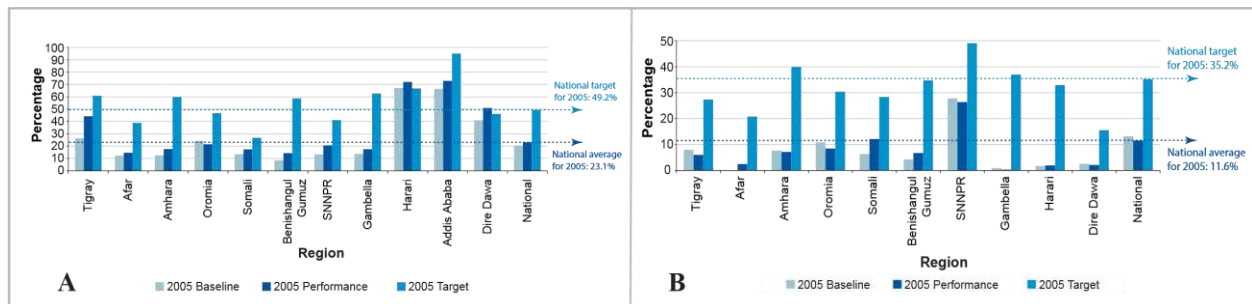 100
90
80
70
60
50
40
30
20
10
0
Percentage
National target
for 2005: 49.2%
National average
for 2005: 23.1%
Tigray
Afar
Amhara
Oromia
Somali
Benishangul
Gumuz
SNNPR
Gambella
Harari
Addis Ababa
Dire Dawa
National
Region
A
2005 Baseline
2005 Performance
2005 Target
50
40
30
20
10
0
Percentage
National target
for 2005: 35.2%
National average
for 2005: 11.6%
Tigray
Afar
Amhara
Oromia
Somali
Benishangul
Gumuz
SNNPR
Gambella
Harari
Dire Dawa
National
Region
B
2005 Baseline
2005 Performance
2005 Target